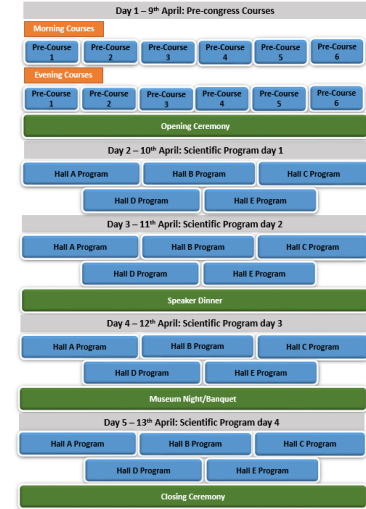 Day 1 – 9th April: Pre-congress Courses
Morning Courses
Pre-Course 1
Pre-Course 2
Pre-Course 3
Pre-Course 4
Pre-Course 5
Pre-Course 6
Evening Courses
Pre-Course 1
Pre-Course 2
Pre-Course 3
Pre-Course 4
Pre-Course 5
Pre-Course 6
Opening Ceremony
Day 2 – 10th April: Scientific Program day 1
Hall A Program
Hall B Program
Hall C Program
Hall D Program
Hall E Program
Day 3 – 11th April: Scientific Program day 2
Hall A Program
Hall B Program
Hall C Program
Hall D Program
Hall E Program
Speaker Dinner
Day 4 – 12th April: Scientific Program day 3
Hall A Program
Hall B Program
Hall C Program
Hall D Program
Hall E Program
Museum Night/Banquet
Day 5 – 13th April: Scientific Program day 4
Hall A Program
Hall B Program
Hall C Program
Hall D Program
Hall E Program
Closing Ceremony